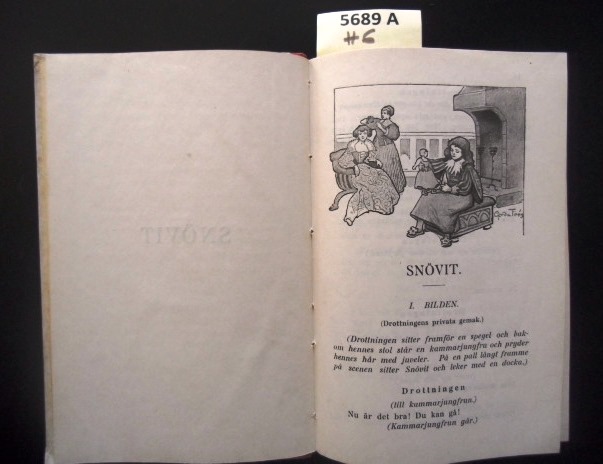 5689 A
#6
SNÖVIT
SNÖVIT.
I. BILDEN.
(Drottningens privata gemak.)
(Drottningen sitter framför en spegel och bak-
om hennes stol står en kammarjungfru och pryder
hennes hår med juveler. På en pall långt framme
på scenen sitter Snövit och leker med en docka.)
Drottningen
(till kammarjungfrun.)
Nu är det bra! Du kan gå!
(Kammarjungfrun går.)